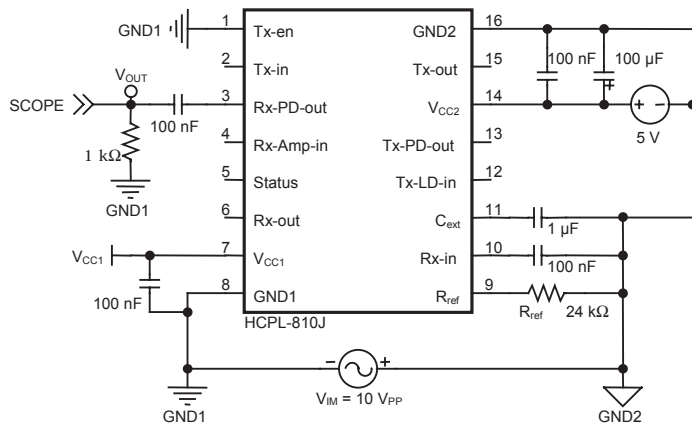 GND1
1 Tx-en GND2 16
2 Tx-in Tx-out 15
VOUT
SCOPE
100 nF
3 Rx-PD-out VCC2 14
100 nF 100 µF
+
+ −
5 V
1 kΩ
GND1
4 Rx-Amp-in Tx-PD-out 13
5 Status Tx-LD-in 12
6 Rx-out Cext 11
1 µF
VCC1
7 VCC1 Rx-in 10
100 nF
100 nF
8 GND1 Rref 9
Rref 24 kΩ
HCPL-810J
− +
VIM = 10 VPP
GND1
GND2